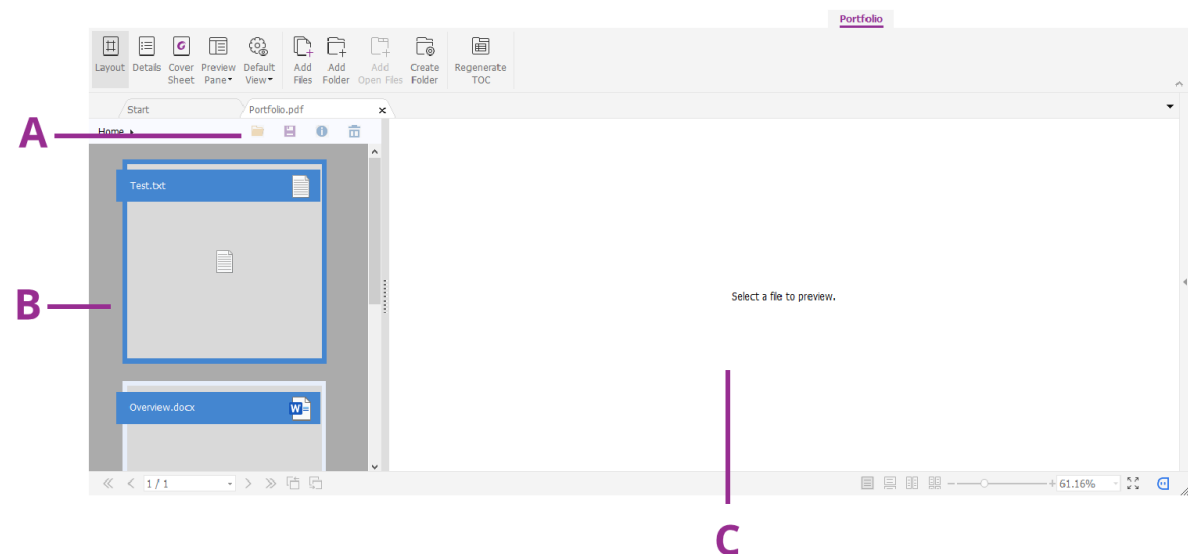 Portfolio
Layout Details Cover Sheet Preview Pane Default View Add Files Add Folder Add Open Files Create Folder Regenerate TOC
Start Portfolio.pdf
A
Home
Test.txt
B
Select a file to preview.
Overview.docx
W
1 / 1 61.16%
C